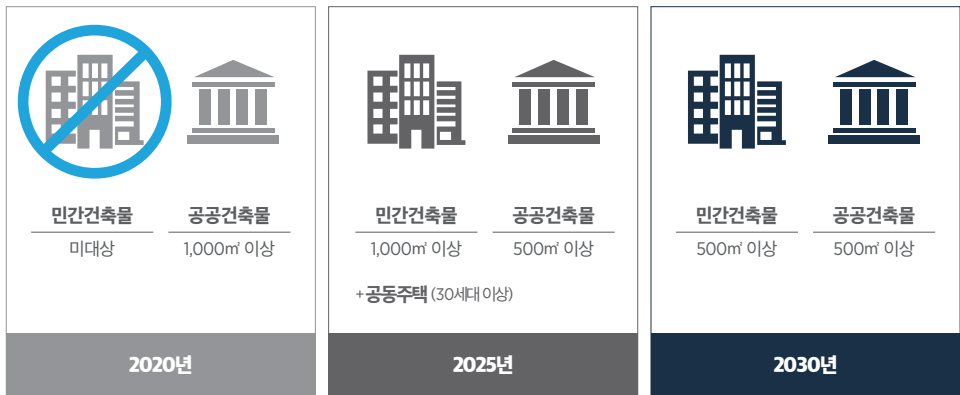 민간건축물
미대상
공공건축물
1,000㎡ 이상
2020년
민간건축물
1,000㎡ 이상
공공건축물
500㎡ 이상
+ 공동주택 (30세대 이상)
2025년
민간건축물
500㎡ 이상
공공건축물
500㎡ 이상
2030년